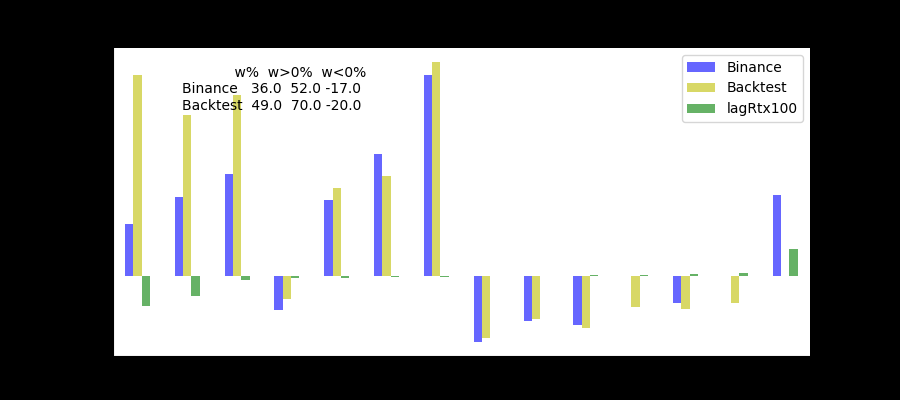 w%  w>0%  w<0%
Binance   36.0  52.0 -17.0
Backtest  49.0  70.0 -20.0
Binance
Backtest
lagRtx100